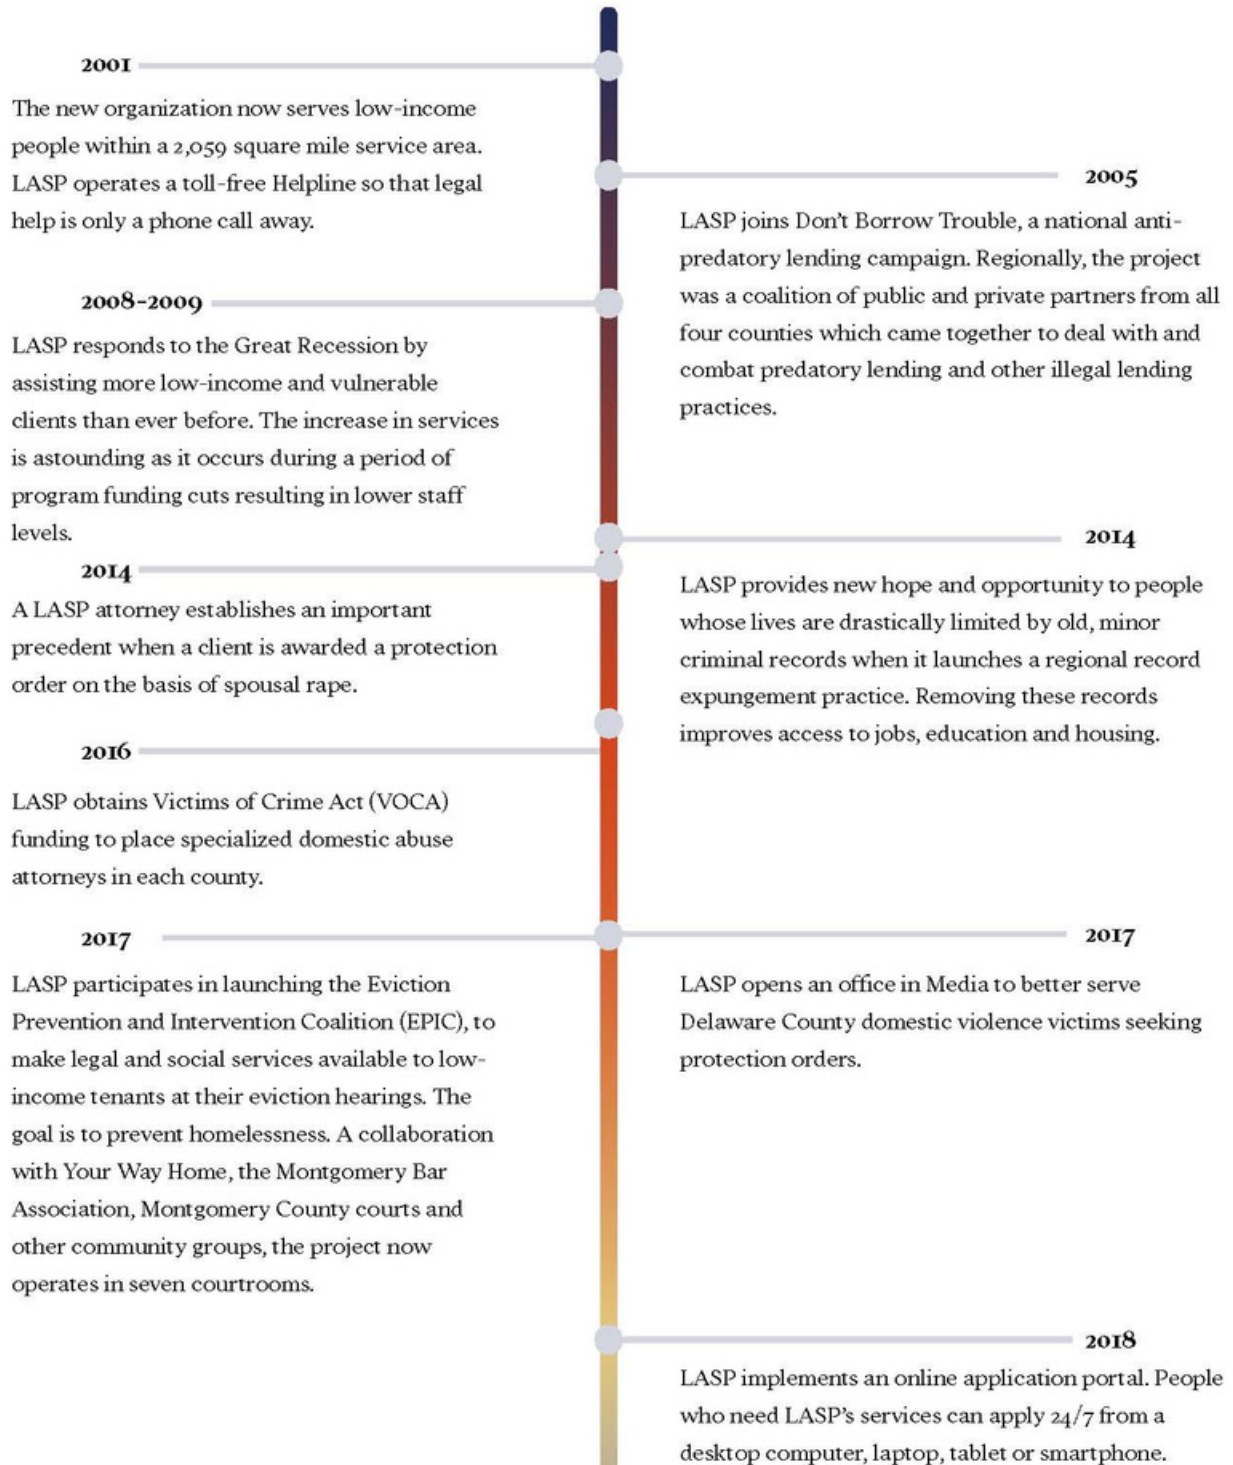 2001
The new organization now serves low-income
people within a 2,059 square mile service area.
LASP operates a toll-free Helpline so that legal
help is only a phone call away.
2005
LASP joins Don't Borrow Trouble, a national anti-
predatory lending campaign. Regionally, the project
was a coalition of public and private partners from all
four counties which came together to deal with and
combat predatory lending and other illegal lending
practices.
2008-2009
LASP responds to the Great Recession by
assisting more low-income and vulnerable
clients than ever before. The increase in services
is astounding as it occurs during a period of
program funding cuts resulting in lower staff
levels.
2014
LASP provides new hope and opportunity to people
whose lives are drastically limited by old, minor
criminal records when it launches a regional record
expungement practice. Removing these records
improves access to jobs, education and housing.
2014
A LASP attorney establishes an important
precedent when a client is awarded a protection
order on the basis of spousal rape.
2016
LASP obtains Victims of Crime Act (VOCA)
funding to place specialized domestic abuse
attorneys in each county.
2017
LASP participates in launching the Eviction
Prevention and Intervention Coalition (EPIC), to
make legal and social services available to low-
income tenants at their eviction hearings. The
goal is to prevent homelessness. A collaboration
with Your Way Home, the Montgomery Bar
Association, Montgomery County courts and
other community groups, the project now
operates in seven courtrooms.
2017
LASP opens an office in Media to better serve
Delaware County domestic violence victims seeking
protection orders.
2018
LASP implements an online application portal. People
who need LASP's services can apply 24/7 from a
desktop computer, laptop, tablet or smartphone.